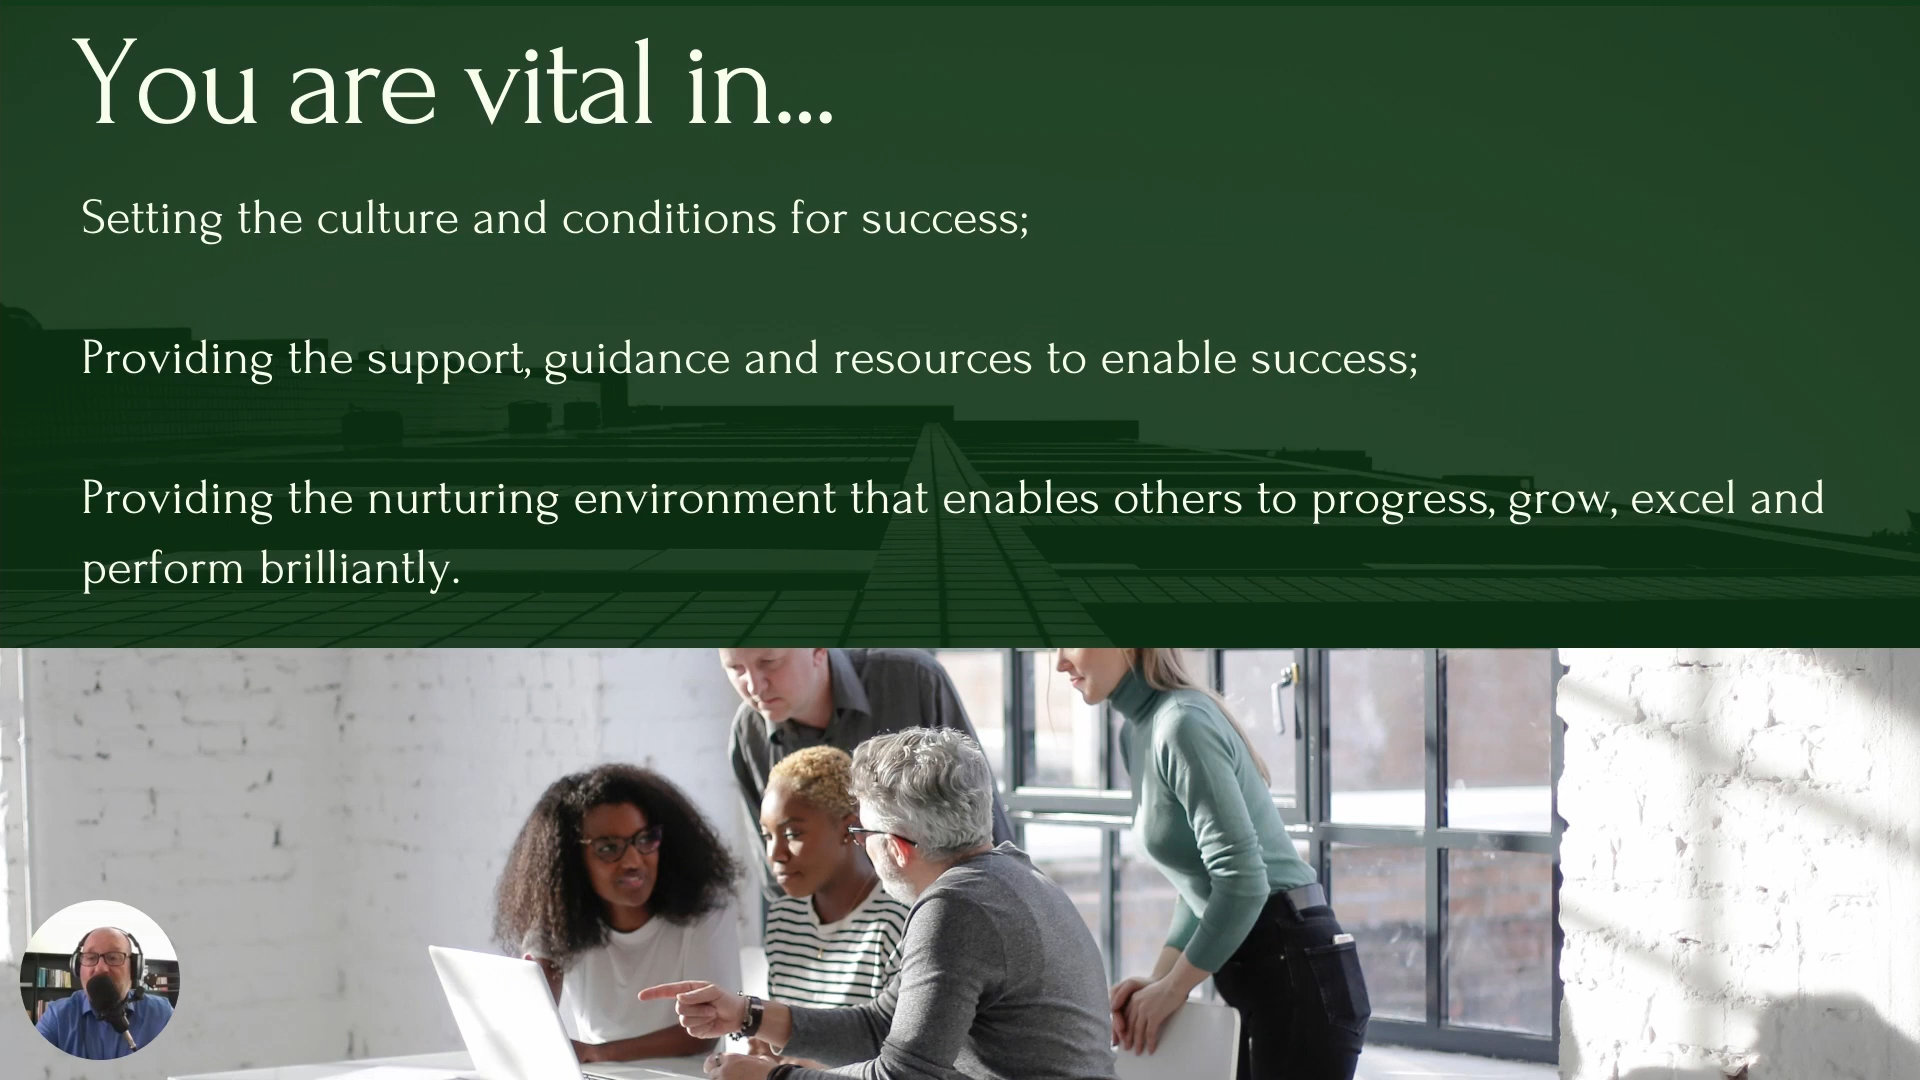 You are vital in...
Setting the culture and conditions for success;
Providing the support, guidance and resources to enable success;
Providing the nurturing environment that enables others to progress, grow, excel and
perform brilliantly.